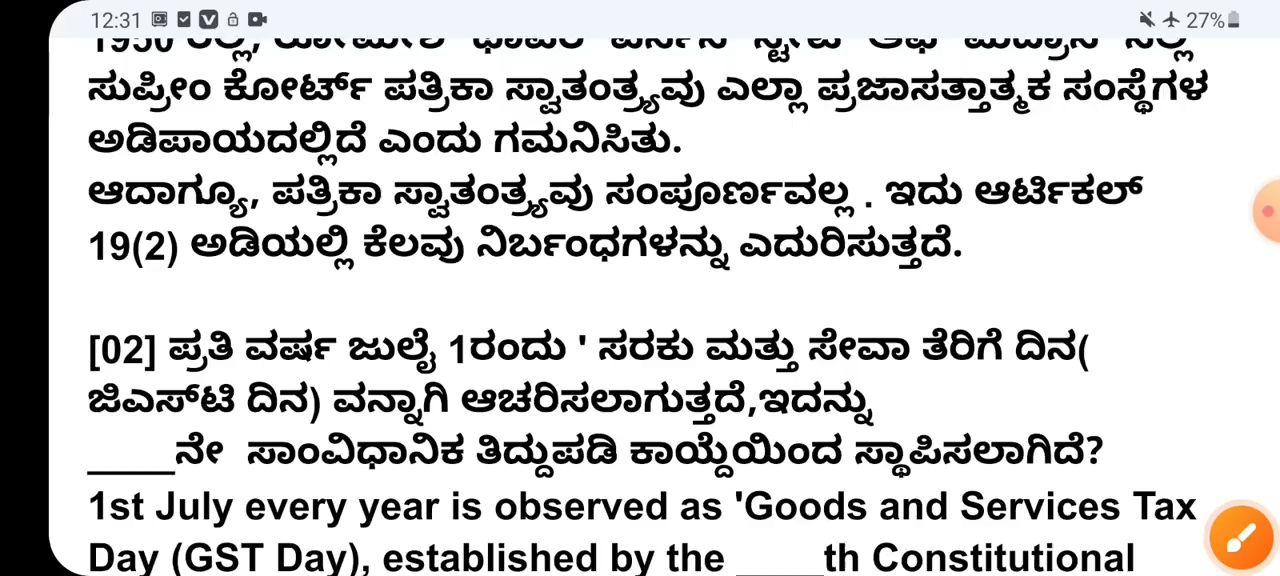 12:31 27%
1950 ರಲ್ಲಿ,
ಸುಪ್ರೀಂ ಕೋರ್ಟ್ ಪತ್ರಿಕಾ ಸ್ವಾತಂತ್ರ್ಯವು ಎಲ್ಲಾ ಪ್ರಜಾಸತ್ತಾತ್ಮಕ ಸಂಸ್ಥೆಗಳ
ಅಡಿಪಾಯದಲ್ಲಿದೆ ಎಂದು ಗಮನಿಸಿತು.
ಆದಾಗ್ಯೂ, ಪತ್ರಿಕಾ ಸ್ವಾತಂತ್ರ್ಯವು ಸಂಪೂರ್ಣವಲ್ಲ . ಇದು ಆರ್ಟಿಕಲ್
19(2) ಅಡಿಯಲ್ಲಿ ಕೆಲವು ನಿರ್ಬಂಧಗಳನ್ನು ಎದುರಿಸುತ್ತದೆ.
[02] ಪ್ರತಿ ವರ್ಷ ಜುಲೈ 1ರಂದು ' ಸರಕು ಮತ್ತು ಸೇವಾ ತೆರಿಗೆ ದಿನ(
ಜಿಎಸ್‌ಟಿ ದಿನ) ವನ್ನಾಗಿ ಆಚರಿಸಲಾಗುತ್ತದೆ,ಇದನ್ನು
____ನೇ ಸಾಂವಿಧಾನಿಕ ತಿದ್ದುಪಡಿ ಕಾಯ್ದೆಯಿಂದ ಸ್ಥಾಪಿಸಲಾಗಿದೆ?
1st July every year is observed as 'Goods and Services Tax
Day (GST Day), established by the ____th Constitutional